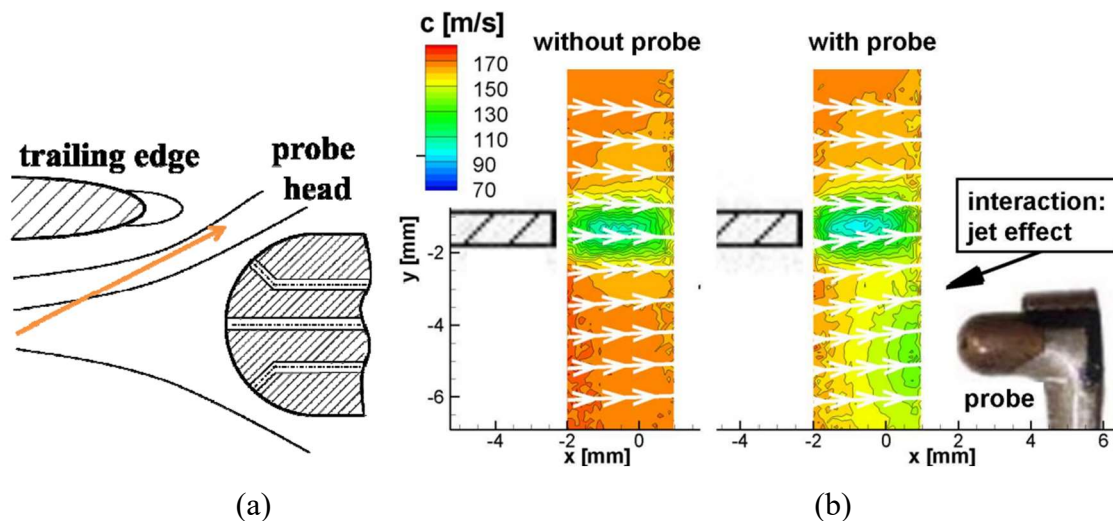 trailing edge
probe
head
c [m/s]
170
150
130
110
90
70
without probe
with probe
interaction:
jet effect
probe
y [mm]
-2
-4
-6
-4
-2
0
x [mm]
-4
-2
0
2
4
6
x [mm]
(a)
(b)